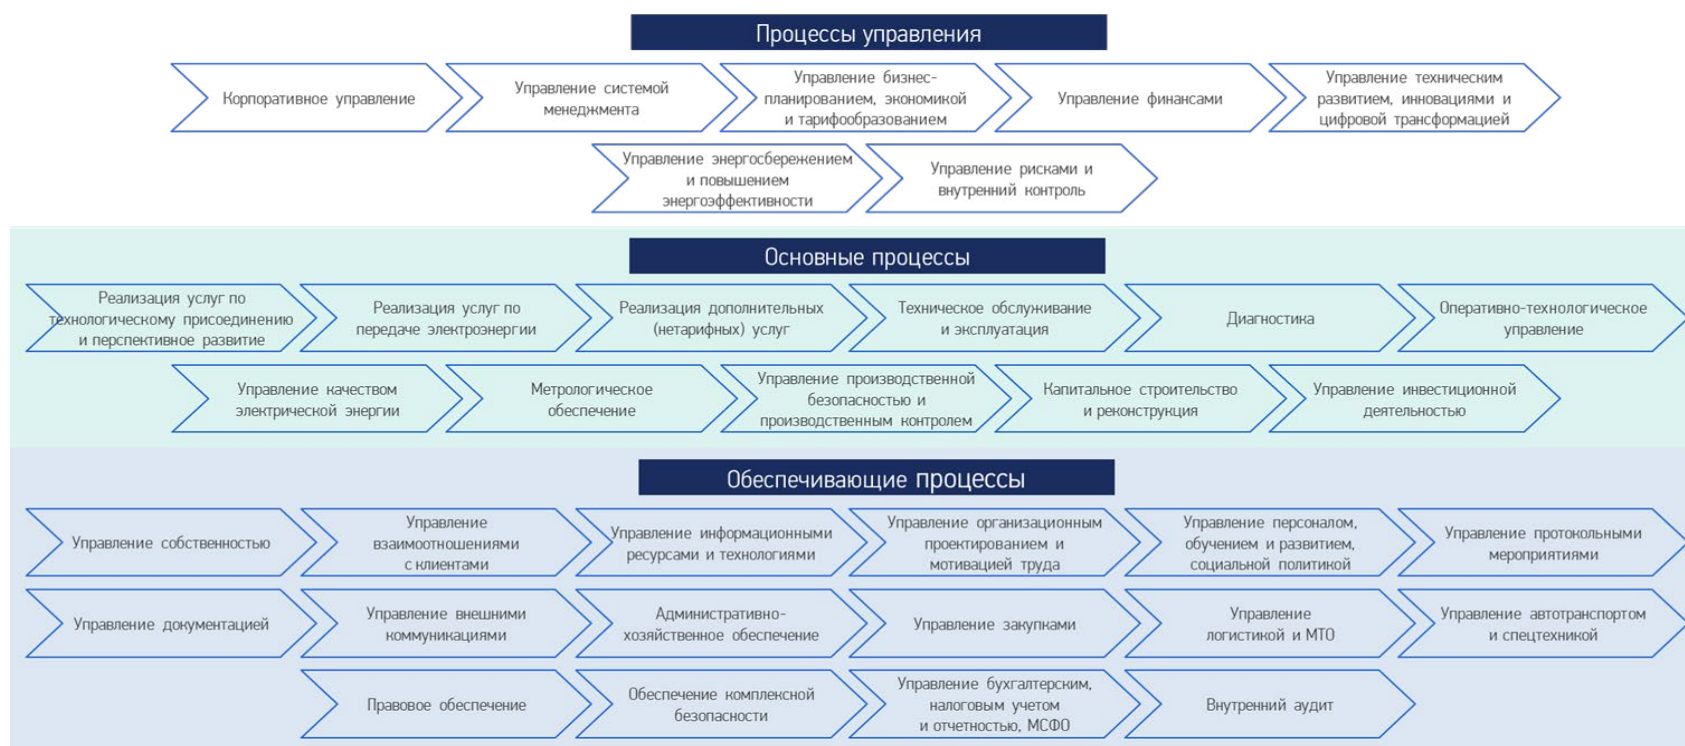 Процессы управления
Корпоративное управление
Управление системой
менеджмента
Управление бизнес-
планированием, экономикой
и тарифообразованием
Управление финансами
Управление техническим
развитием, инновациями и
цифровой трансформацией
Управление энергосбережением
и повышением
энергоэффективности
Управление рисками и
внутренний контроль
Основные процессы
Реализация услуг по
технологическому присоединению
и перспективное развитие
Реализация услуг по
передаче электроэнергии
Реализация дополнительных
(нетарифных) услуг
Техническое обслуживание
и эксплуатация
Диагностика
Оперативно-технологическое
управление
Управление качеством
электрической энергии
Метрологическое
обеспечение
Управление производственной
безопасностью и
производственным контролем
Капитальное строительство
и реконструкция
Управление инвестиционной
деятельностью
Обеспечивающие процессы
Управление собственностью
Управление
взаимоотношениями
с клиентами
Управление информационными
ресурсами и технологиями
Управление организационным
проектированием и
мотивацией труда
Управление персоналом,
обучением и развитием,
социальной политикой
Управление протокольными
мероприятиями
Управление документацией
Управление внешними
коммуникациями
Административно-
хозяйственное обеспечение
Управление закупками
Управление
логистикой и МТО
Управление автотранспортом
и спецтехникой
Правовое обеспечение
Обеспечение комплексной
безопасности
Управление бухгалтерским,
налоговым учетом
и отчетностью, МСФО
Внутренний аудит